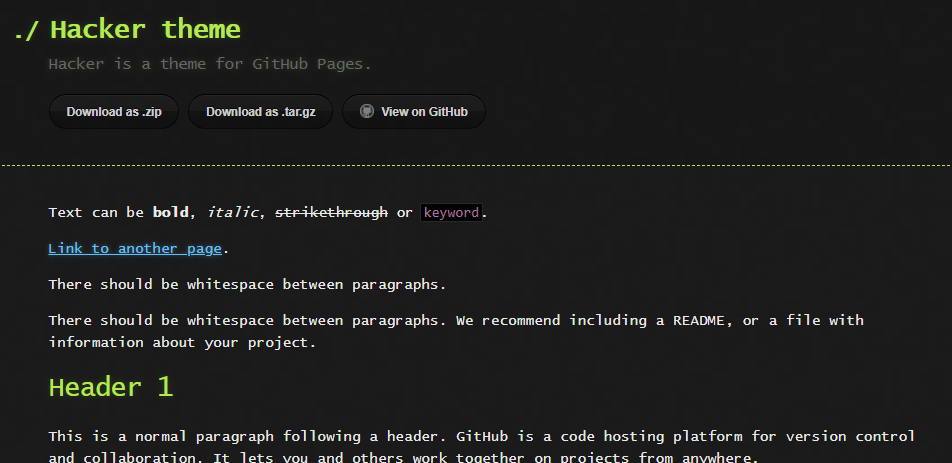 ./ Hacker theme
Hacker is a theme for GitHub Pages.
Download as .zip Download as .tar.gz View on GitHub
Text can be bold, italic, strikethrough or keyword.
Link to another page.
There should be whitespace between paragraphs.
There should be whitespace between paragraphs. We recommend including a README, or a file with
information about your project.
Header 1
This is a normal paragraph following a header. GitHub is a code hosting platform for version control
and collaboration. It lets you and others work together on projects from anywhere.